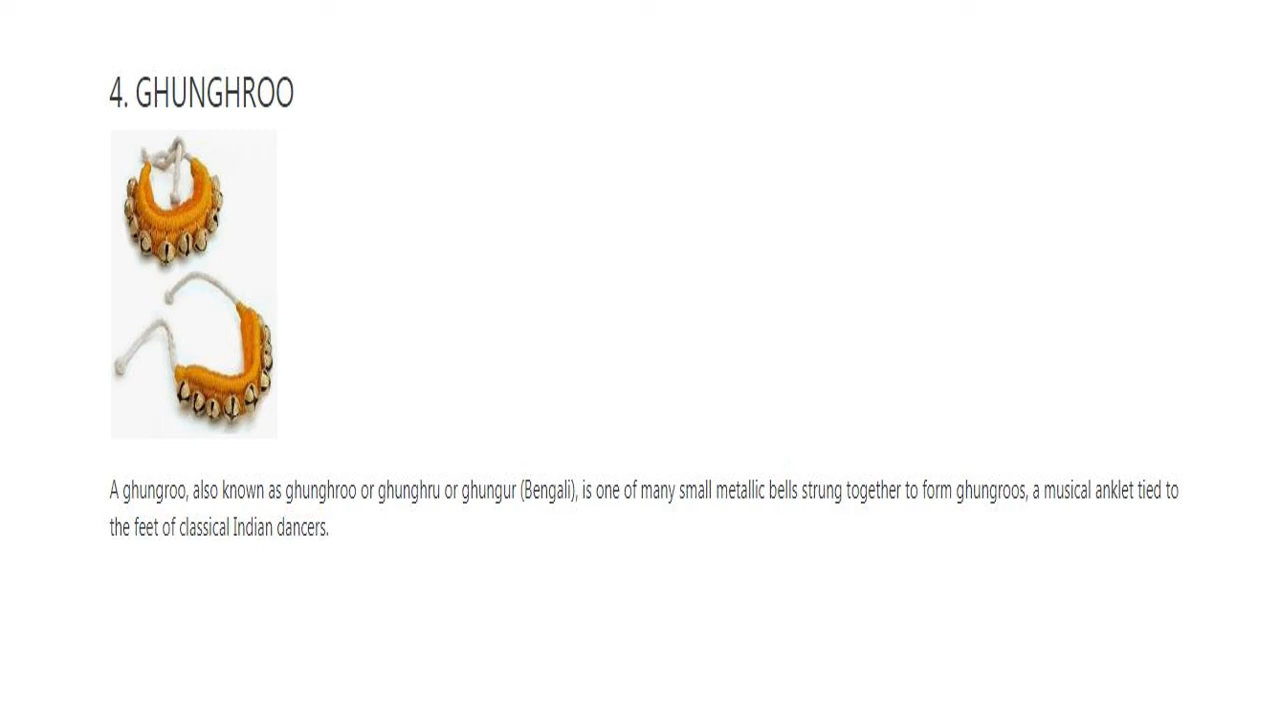 4. GHUNGHROO
A ghungroo, also known as ghunghroo or ghunghru or ghungur (Bengali), is one of many small metallic bells strung together to form ghungroos, a musical anklet tied to
the feet of classical Indian dancers.